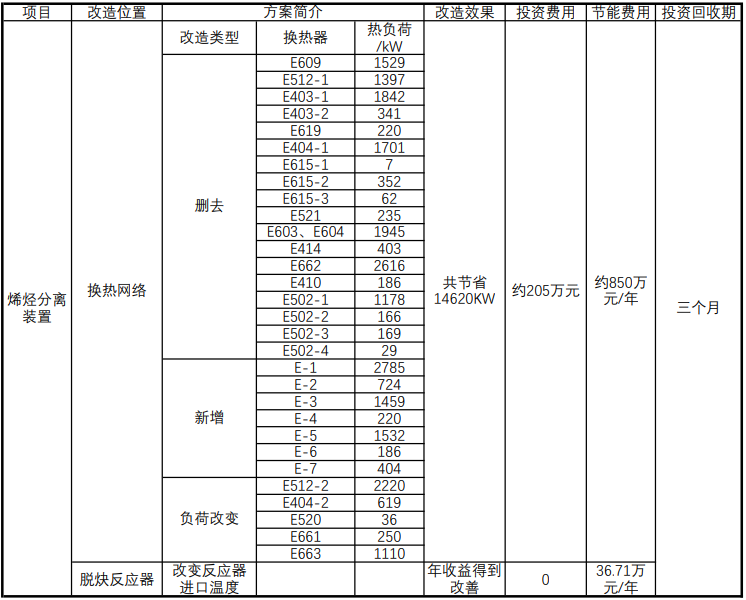 项目 改造位置 方案简介 改造效果 投资费用 节能费用 投资回收期
改造类型 换热器 热负荷
/kW
烯烃分离
装置
换热网络
删去
E609 1529
E512-1 1397
E403-1 1842
E403-2 341
E619 220
E404-1 1701
E615-1 7
E615-2 352
E615-3 62
E521 235
E603、E604 1945
E414 403
E662 2616
E410 186
E502-1 1178
E502-2 166
E502-3 169
E502-4 29
新增
E-1 2785
E-2 724
E-3 1459
E-4 220
E-5 1532
E-6 186
E-7 404
负荷改变
E512-2 2220
E404-2 619
E520 36
E661 250
E663 1110
共节省
14620KW
约205万元
约850万
元/年
三个月
脱炔反应器
改变反应器
进口温度
年收益得到
改善
0
36.71万
元/年